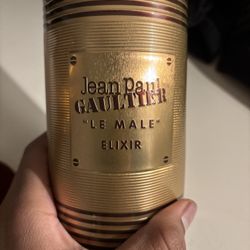 Jean Paul
GAULTIER
"LE MALE"
ELIXIR